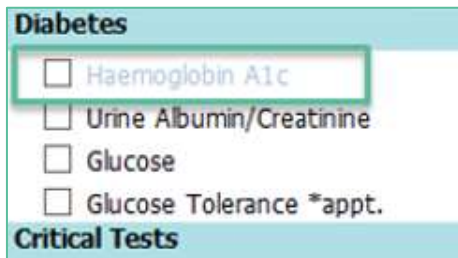 Diabetes
Haemoglobin A1c
Urine Albumin/Creatinine
Glucose
Glucose Tolerance *appt.
Critical Tests